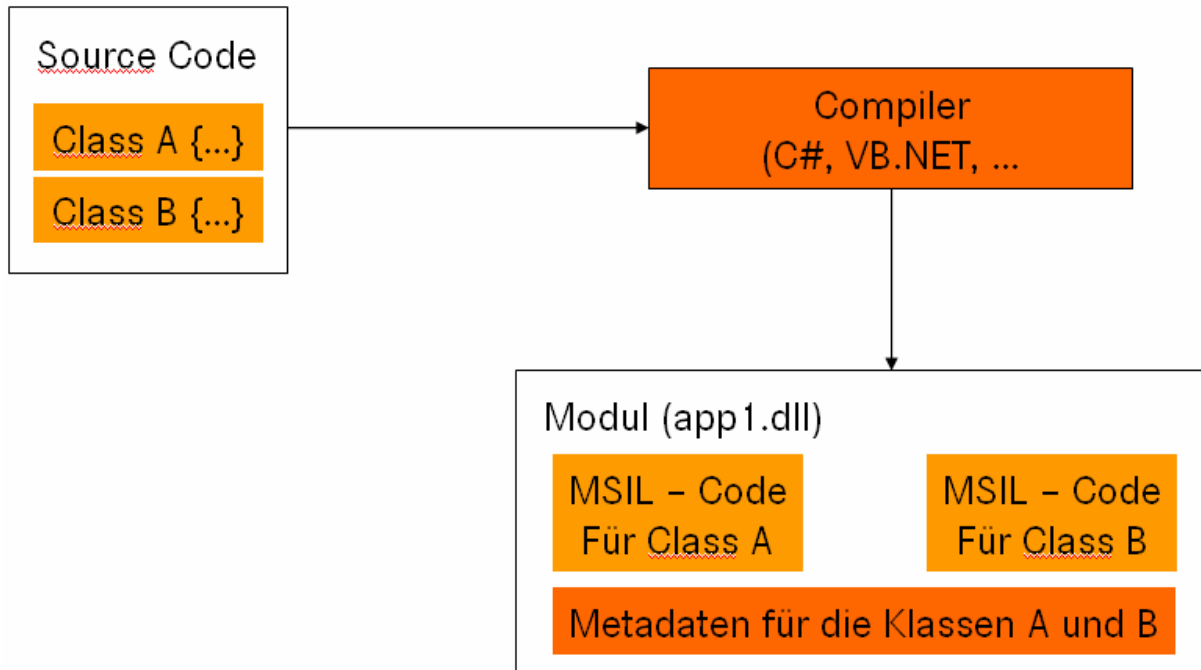 Source Code
Class A {...}
Class B {...}
Compiler
(C#, VB.NET, ...
Modul (app1.dll)
MSIL – Code
Für Class A
MSIL – Code
Für Class B
Metadaten für die Klassen A und B